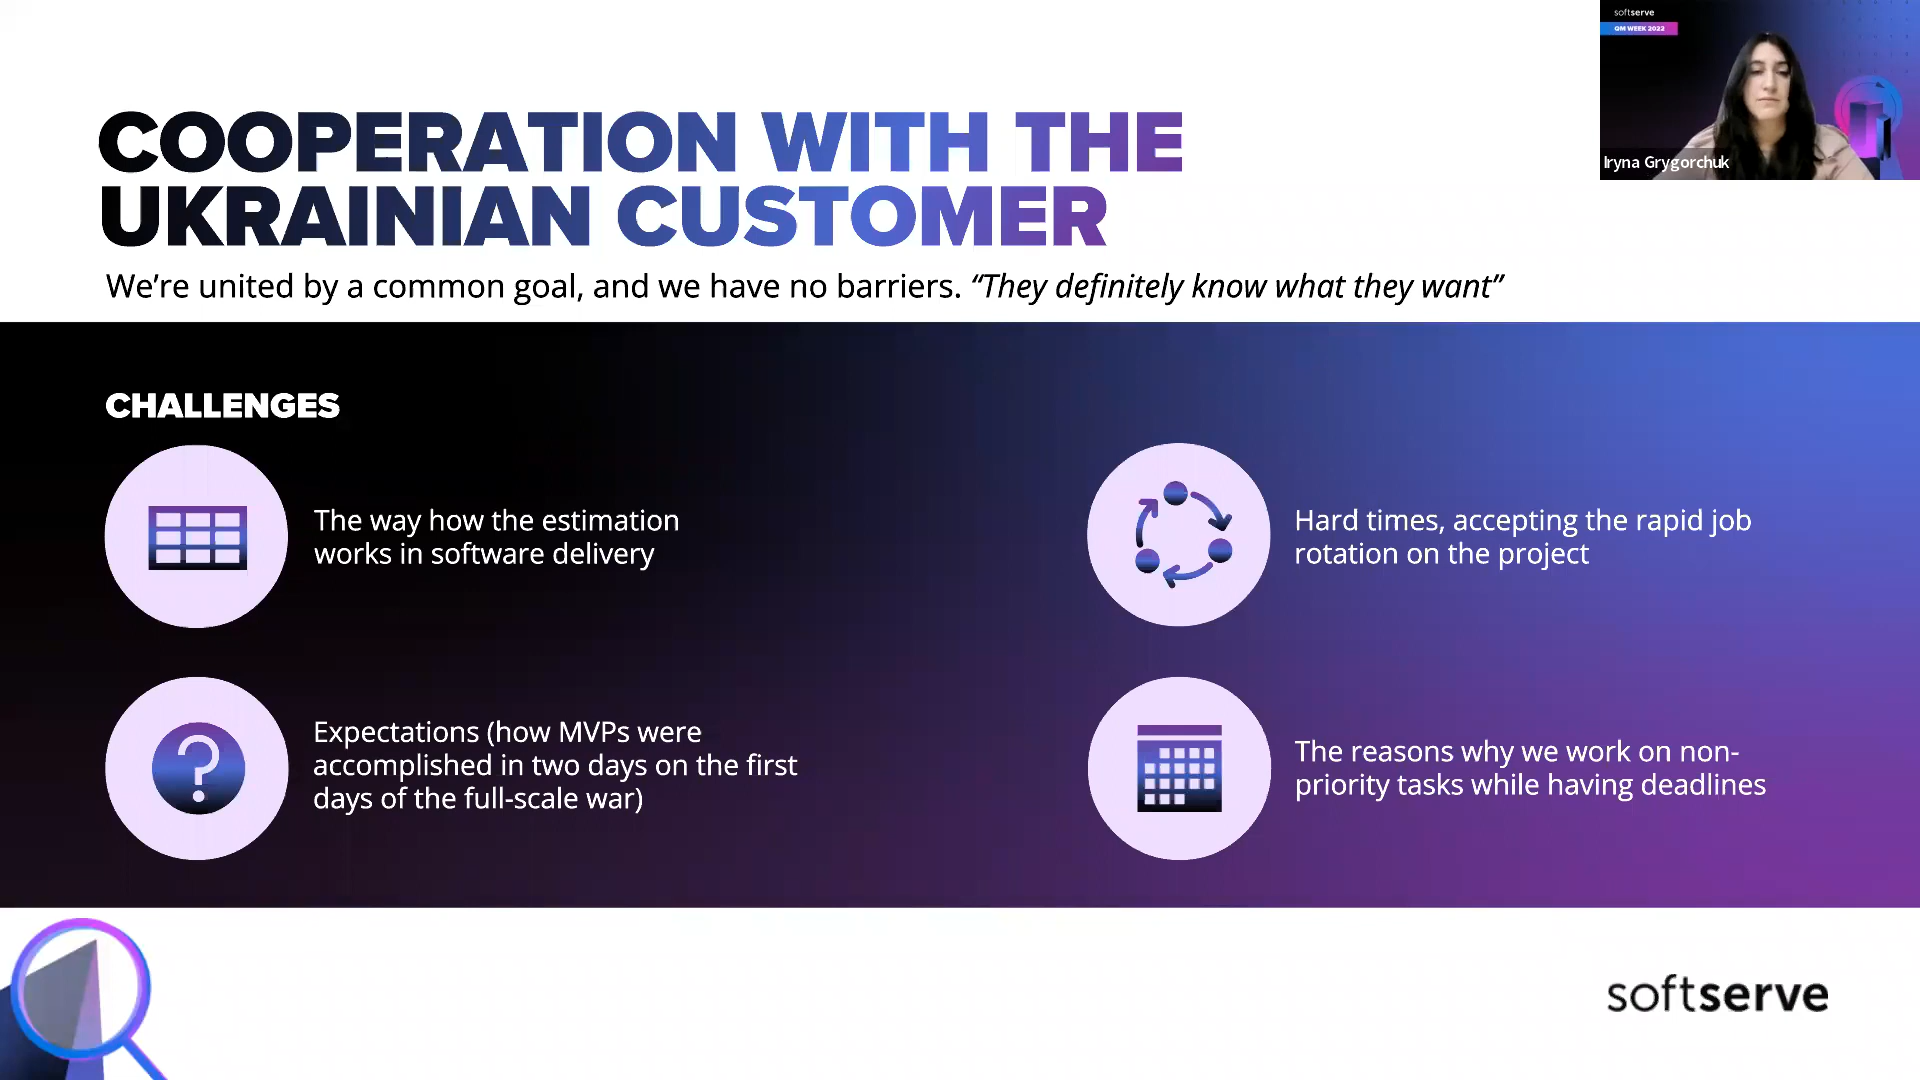 softserve
QM WEEK 2022
Iryna Grygorchuk
COOPERATION WITH THE
UKRAINIAN CUSTOMER
We’re united by a common goal, and we have no barriers. “They definitely know what they want”
CHALLENGES
The way how the estimation
works in software delivery
Hard times, accepting the rapid job
rotation on the project
Expectations (how MVPs were
accomplished in two days on the first
days of the full-scale war)
The reasons why we work on non-
priority tasks while having deadlines
softserve